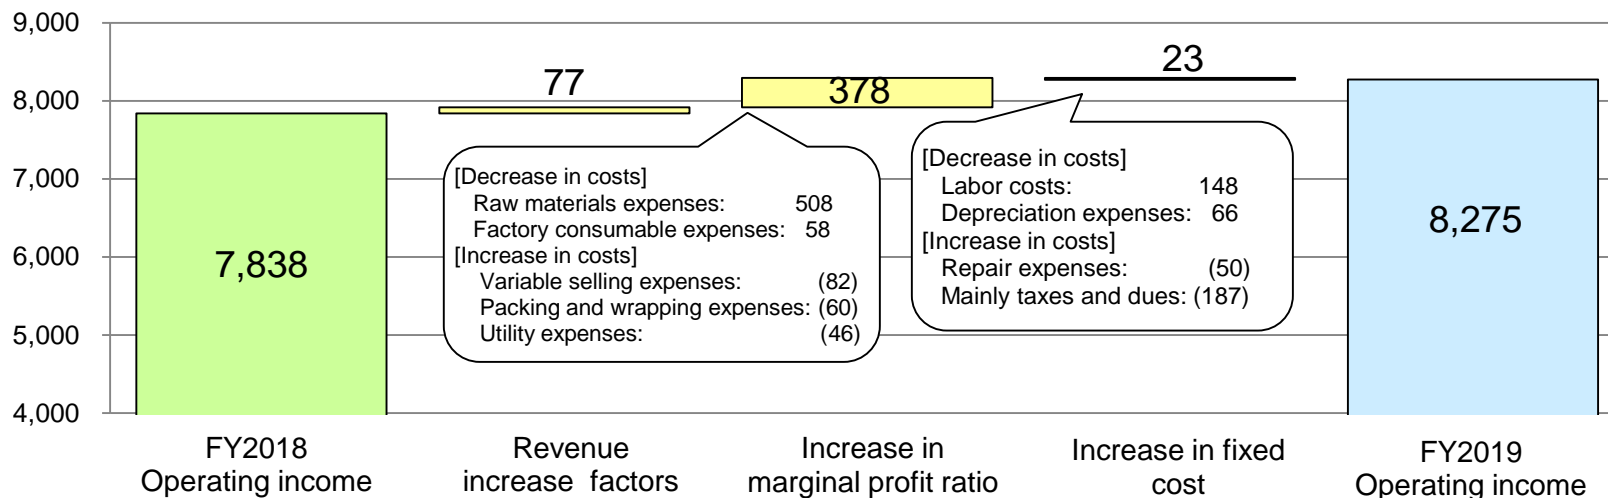 9,000
8,000
7,000
6,000
5,000
4,000
7,838
77
378
23
8,275
[Decrease in costs]
Raw materials expenses: 508
Factory consumable expenses: 58
[Increase in costs]
Variable selling expenses: (82)
Packing and wrapping expenses: (60)
Utility expenses: (46)
[Decrease in costs]
Labor costs: 148
Depreciation expenses: 66
[Increase in costs]
Repair expenses: (50)
Mainly taxes and dues: (187)
FY2018
Operating income
Revenue
increase factors
Increase in
marginal profit ratio
Increase in fixed
cost
FY2019
Operating income